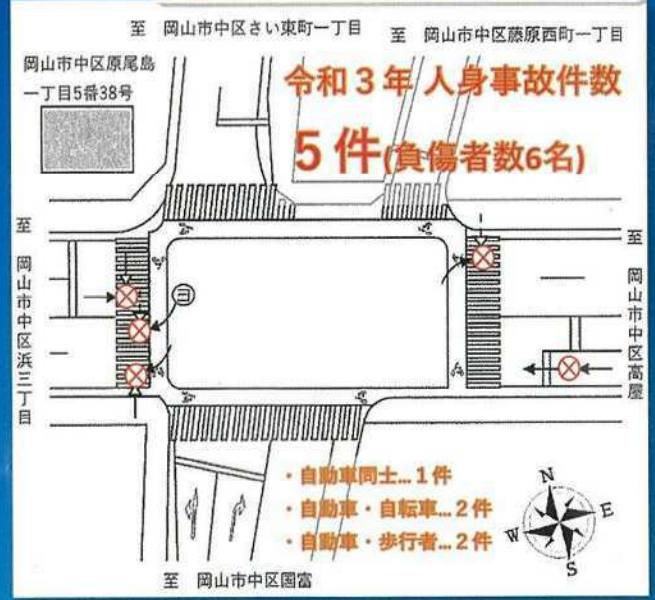 至 岡山市中区さい東町一丁目
至 岡山市中区藤原西町一丁目
岡山市中区原尾島
一丁目5番38号
令和3年 人身事故件数
5件(負傷者数6名)
至 岡山市中区浜三丁目
至 岡山市中区高屋
・自動車同士…1件
・自動車・自転車…2件
・自動車・歩行者…2件
N
E
W
S
至 岡山市中区国富